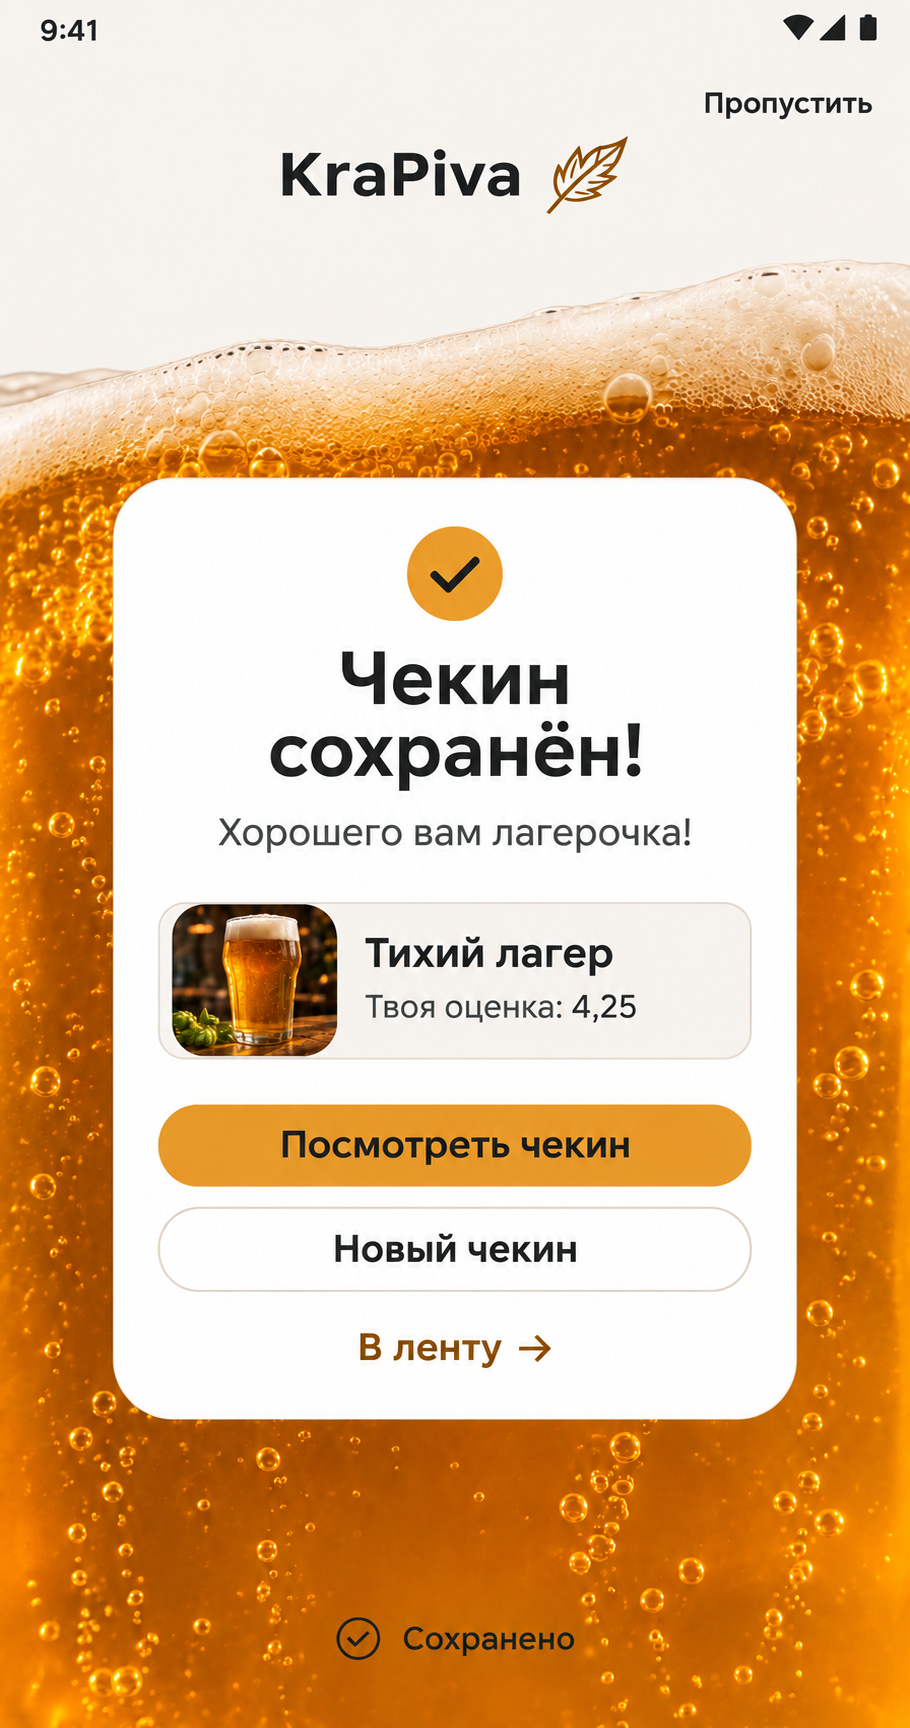 9:41
Пропустить
KraPiva
Чекин
сохранён!
Хорошего вам лагерочка!
Тихий лагер
Твоя оценка: 4,25
Посмотреть чекин
Новый чекин
В ленту →
Сохранено